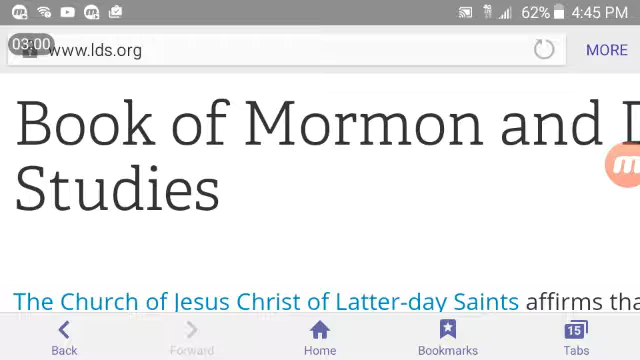 62% 4:45 PM
03:00 www.lds.org MORE
Book of Mormon and
Studies
The Church of Jesus Christ of Latter-day Saints affirms tha
Back Forward Home Bookmarks 15 Tabs